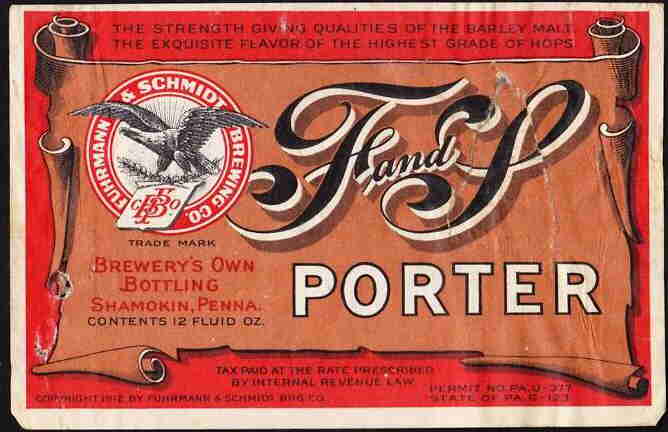 THE STRENGTH GIVING QUALITIES OF THE BARLEY MALT.
THE EXQUISITE FLAVOR OF THE HIGHEST GRADE OF HOPS.
FUHRMANN & SCHMIDT BREWING CO.
TRADE MARK
F and S
PORTER
BREWERY'S OWN
BOTTLING
SHAMOKIN, PENNA.
CONTENTS 12 FLUID OZ.
TAX PAID AT THE RATE PRESCRIBED
BY INTERNAL REVENUE LAW
PERMIT NO. PA. U-377
STATE OF PA. G-123
COPYRIGHT 1912 BY FUHRMANN & SCHMIDT BRG. CO.